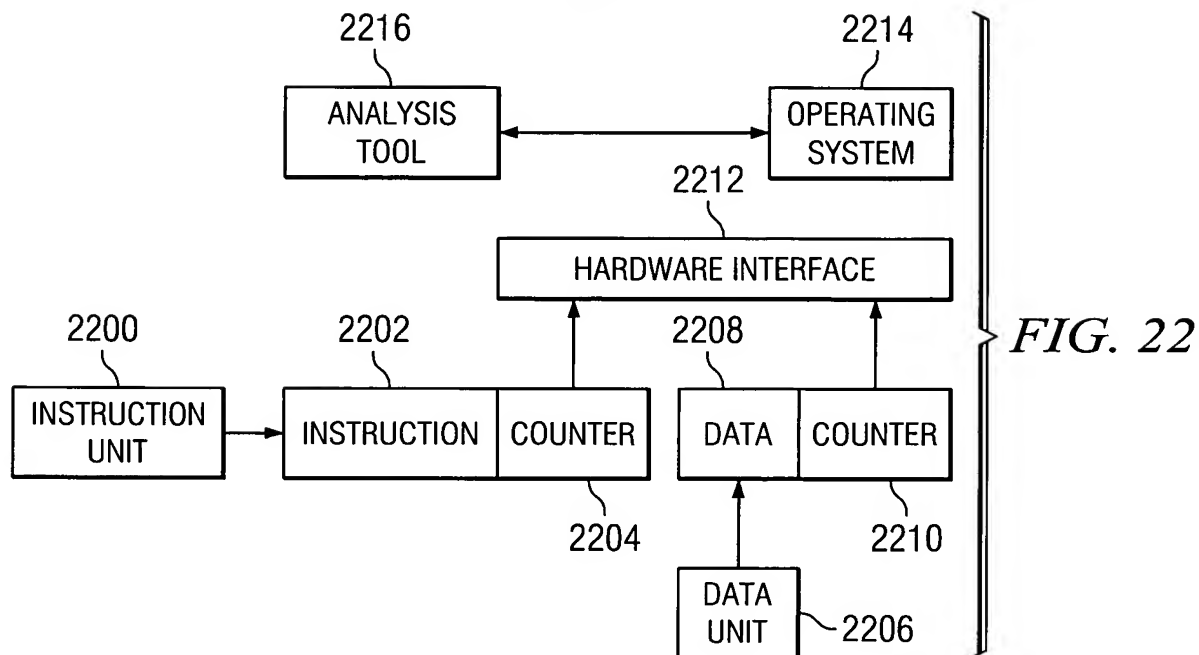 2216
2214
ANALYSIS
TOOL
OPERATING
SYSTEM
2212
HARDWARE INTERFACE
2200
2202
2208
FIG. 22
INSTRUCTION
UNIT
INSTRUCTION
COUNTER
DATA
COUNTER
2204
2210
DATA
UNIT
2206